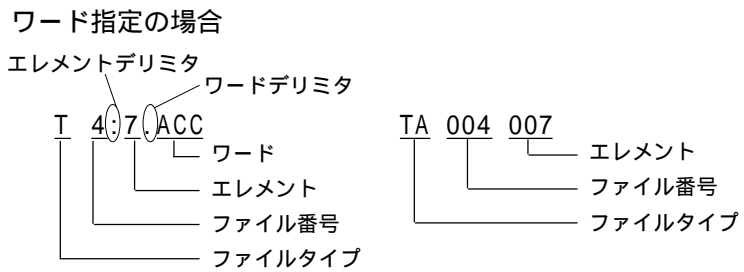 ワード指定の場合
エレメントデリミタ
ワードデリミタ
T 4:7.ACC
ワード
エレメント
ファイル番号
ファイルタイプ
TA 004 007
エレメント
ファイル番号
ファイルタイプ